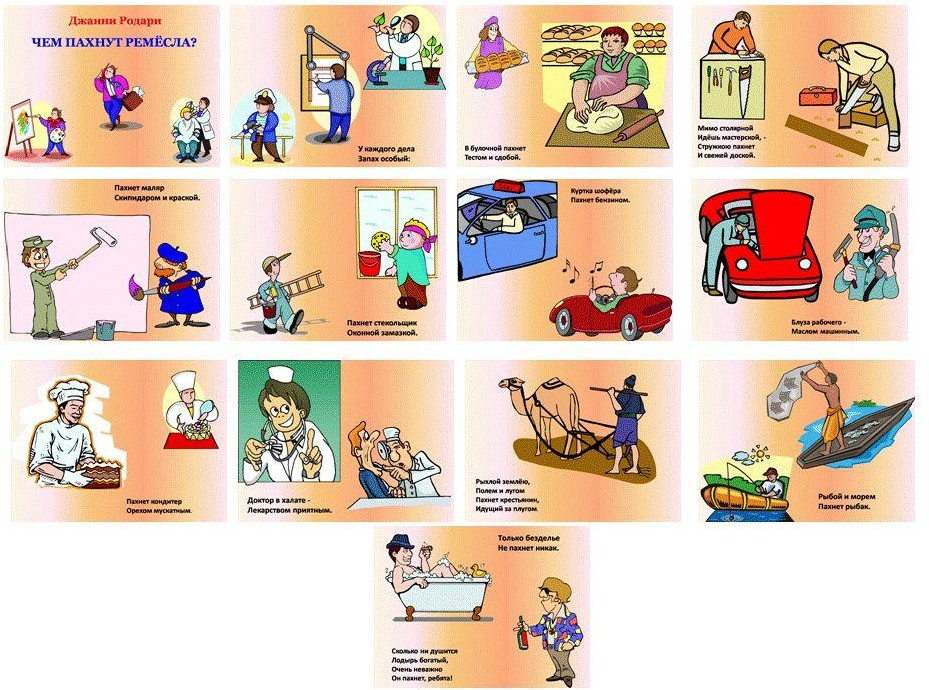 Джанни Родари
ЧЕМ ПАХНУТ РЕМЁСЛА?
У каждого дела
Запах особый:
В булочной пахнет
Тестом и сдобой.
Мимо столярной
Идёшь мастерской, -
Стружкою пахнет
И свежей доской.
Пахнет маляр
Скипидаром и краской.
Пахнет стекольщик
Оконной замазкой.
Куртка шофёра
Пахнет бензином.
Блуза рабочего -
Маслом машинным.
Пахнет кондитер
Орехом мускатным.
Доктор в халате -
Лекарством приятным.
Рыхлой землёю,
Полем и лугом
Пахнет крестьянин,
Идущий за плугом.
Рыбой и морем
Пахнет рыбак.
Только безделье
Не пахнет никак.
Сколько ни душится
Лодырь богатый,
Очень неважно
Он пахнет, ребята!